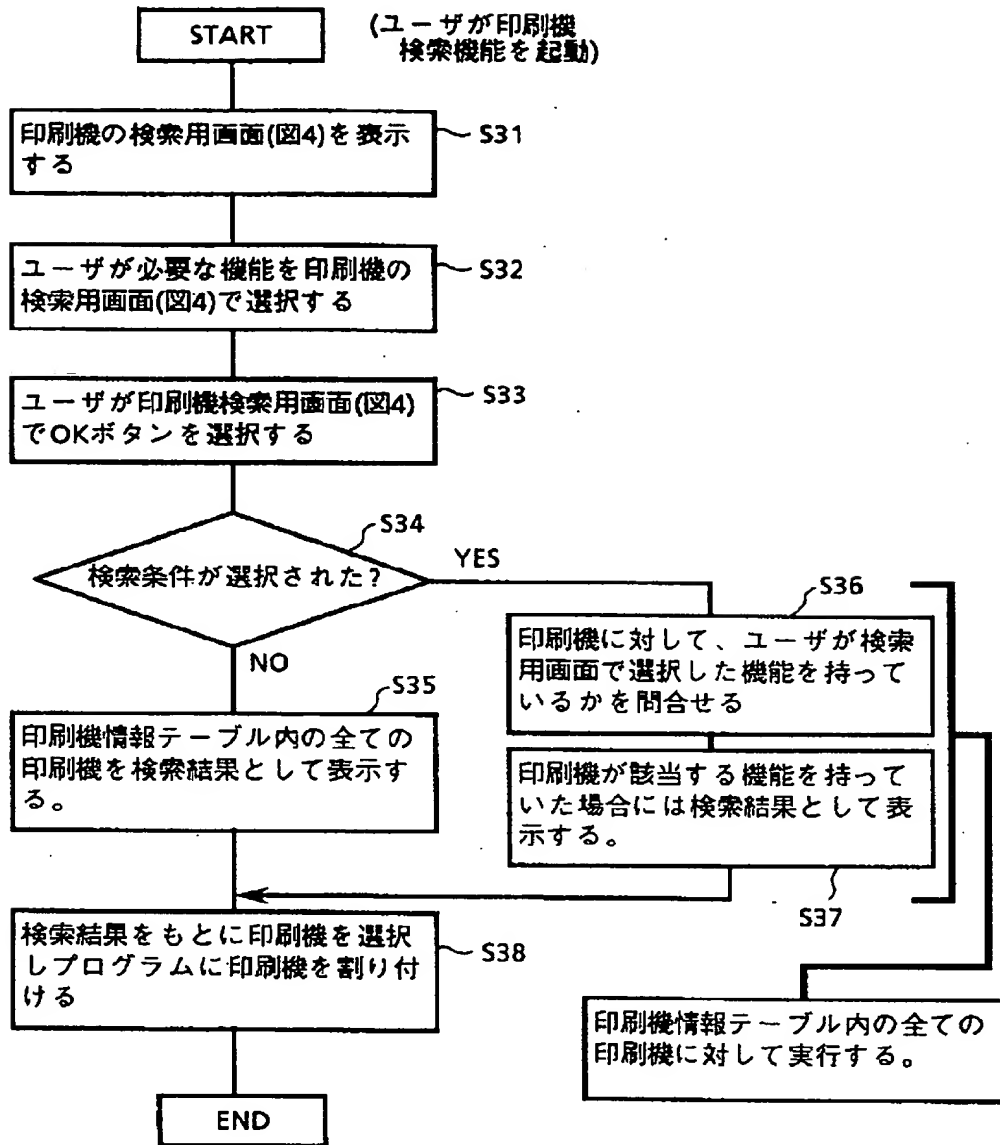 START
(ユーザが印刷機
検索機能を起動)
印刷機の検索用画面(図4)を表示
する
S31
ユーザが必要な機能を印刷機の
検索用画面(図4)で選択する
S32
ユーザが印刷機検索用画面(図4)
でOKボタンを選択する
S33
S34
検索条件が選択された?
YES
NO
S36
印刷機に対して、ユーザが検索
用画面で選択した機能を持って
いるかを問合せる
S35
印刷機情報テーブル内の全ての
印刷機を検索結果として表示す
る。
印刷機が該当する機能を持って
いた場合には検索結果として表
示する。
S37
検索結果をもとに印刷機を選択
しプログラムに印刷機を割り付
ける
S38
印刷機情報テーブル内の全ての
印刷機に対して実行する。
END